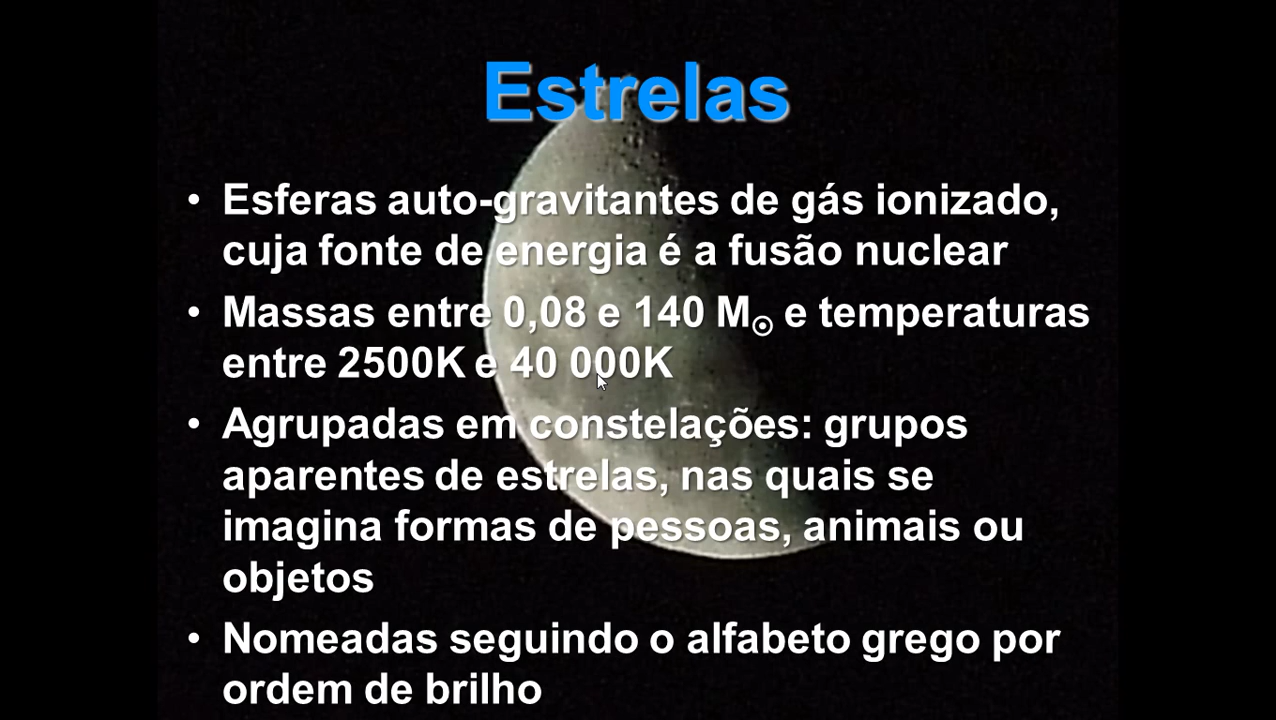 Estrelas
• Esferas auto-gravitantes de gás ionizado,
cuja fonte de energia é a fusão nuclear
• Massas entre 0,08 e 140 M☉ e temperaturas
entre 2500K e 40 000K
• Agrupadas em constelações: grupos
aparentes de estrelas, nas quais se
imagina formas de pessoas, animais ou
objetos
• Nomeadas seguindo o alfabeto grego por
ordem de brilho